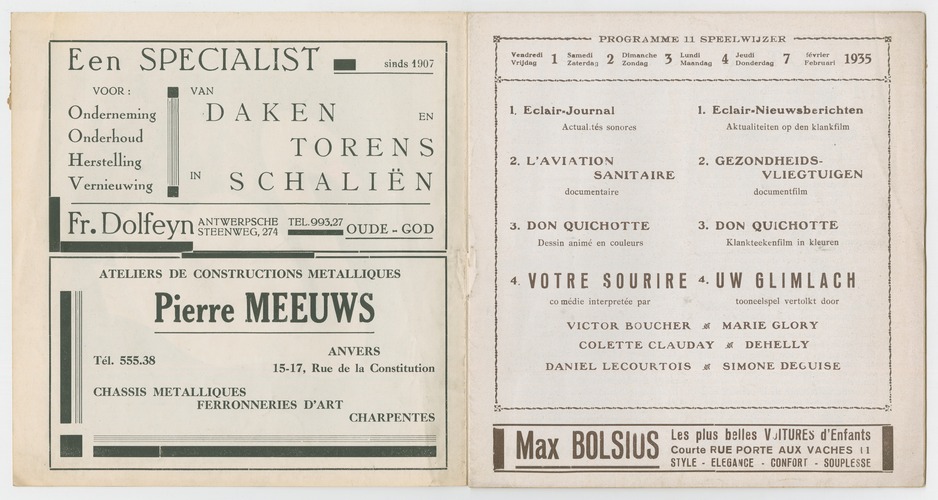 Een SPECIALIST sinds 1907
VOOR :
Onderneming
Onderhoud
Herstelling
Vernieuwing
VAN
DAKEN EN
TORENS
IN SCHALIËN
Fr. Dolfeyn ANTWERPSCHE STEENWEG, 274 TEL. 993,27 OUDE-GOD
ATELIERS DE CONSTRUCTIONS METALLIQUES
Pierre MEEUWS
Tél. 555.38
ANVERS
15-17, Rue de la Constitution
CHASSIS METALLIQUES
FERRONNERIES D'ART
CHARPENTES
PROGRAMME 11 SPEELWIJZER
Vendredi Vrijdag 1 Samedi Zaterdag 2 Dimanche Zondag 3 Lundi Maandag 4 Jeudi Donderdag 7 février Februari 1935
1. Eclair-Journal
Actualités sonores
2. L'AVIATION
SANITAIRE
documentaire
3. DON QUICHOTTE
Dessin animé en couleurs
4. VOTRE SOURIRE
comédie interpretée par
1. Eclair-Nieuwsberichten
Aktualiteiten op den klankfilm
2. GEZONDHEIDS-
VLIEGTUIGEN
documentfilm
3. DON QUICHOTTE
Klankteekenfilm in kleuren
4. UW GLIMLACH
tooneelspel vertolkt door
VICTOR BOUCHER MARIE GLORY
COLETTE CLAUDAY DEHELLY
DANIEL LECOURTOIS SIMONE DEGUISE
Max BOLSIUS
Les plus belles VOITURES d'Enfants
Courte RUE PORTE AUX VACHES 11
STYLE - ELEGANCE - CONFORT - SOUPLESSE